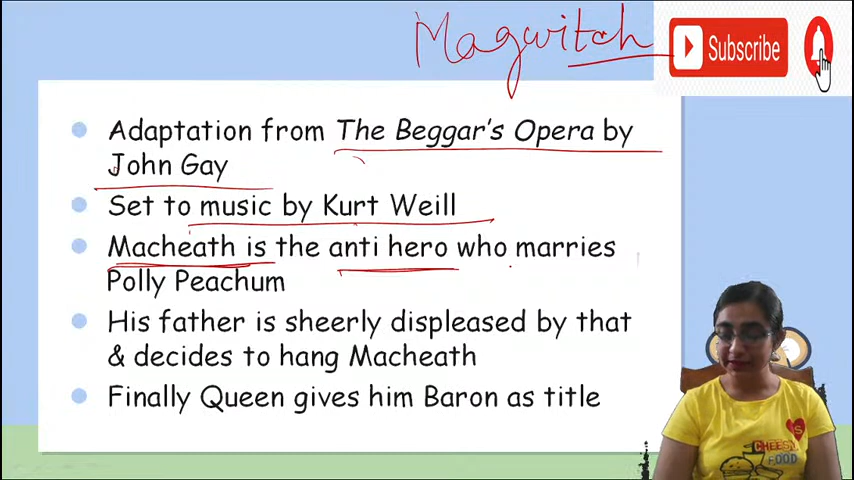 Magwitch
Subscribe
Adaptation from The Beggar's Opera by
John Gay
Set to music by Kurt Weill
Macheath is the anti hero who marries
Polly Peachum
His father is sheerly displeased by that
& decides to hang Macheath
Finally Queen gives him Baron as title
CHEESY
FOOD